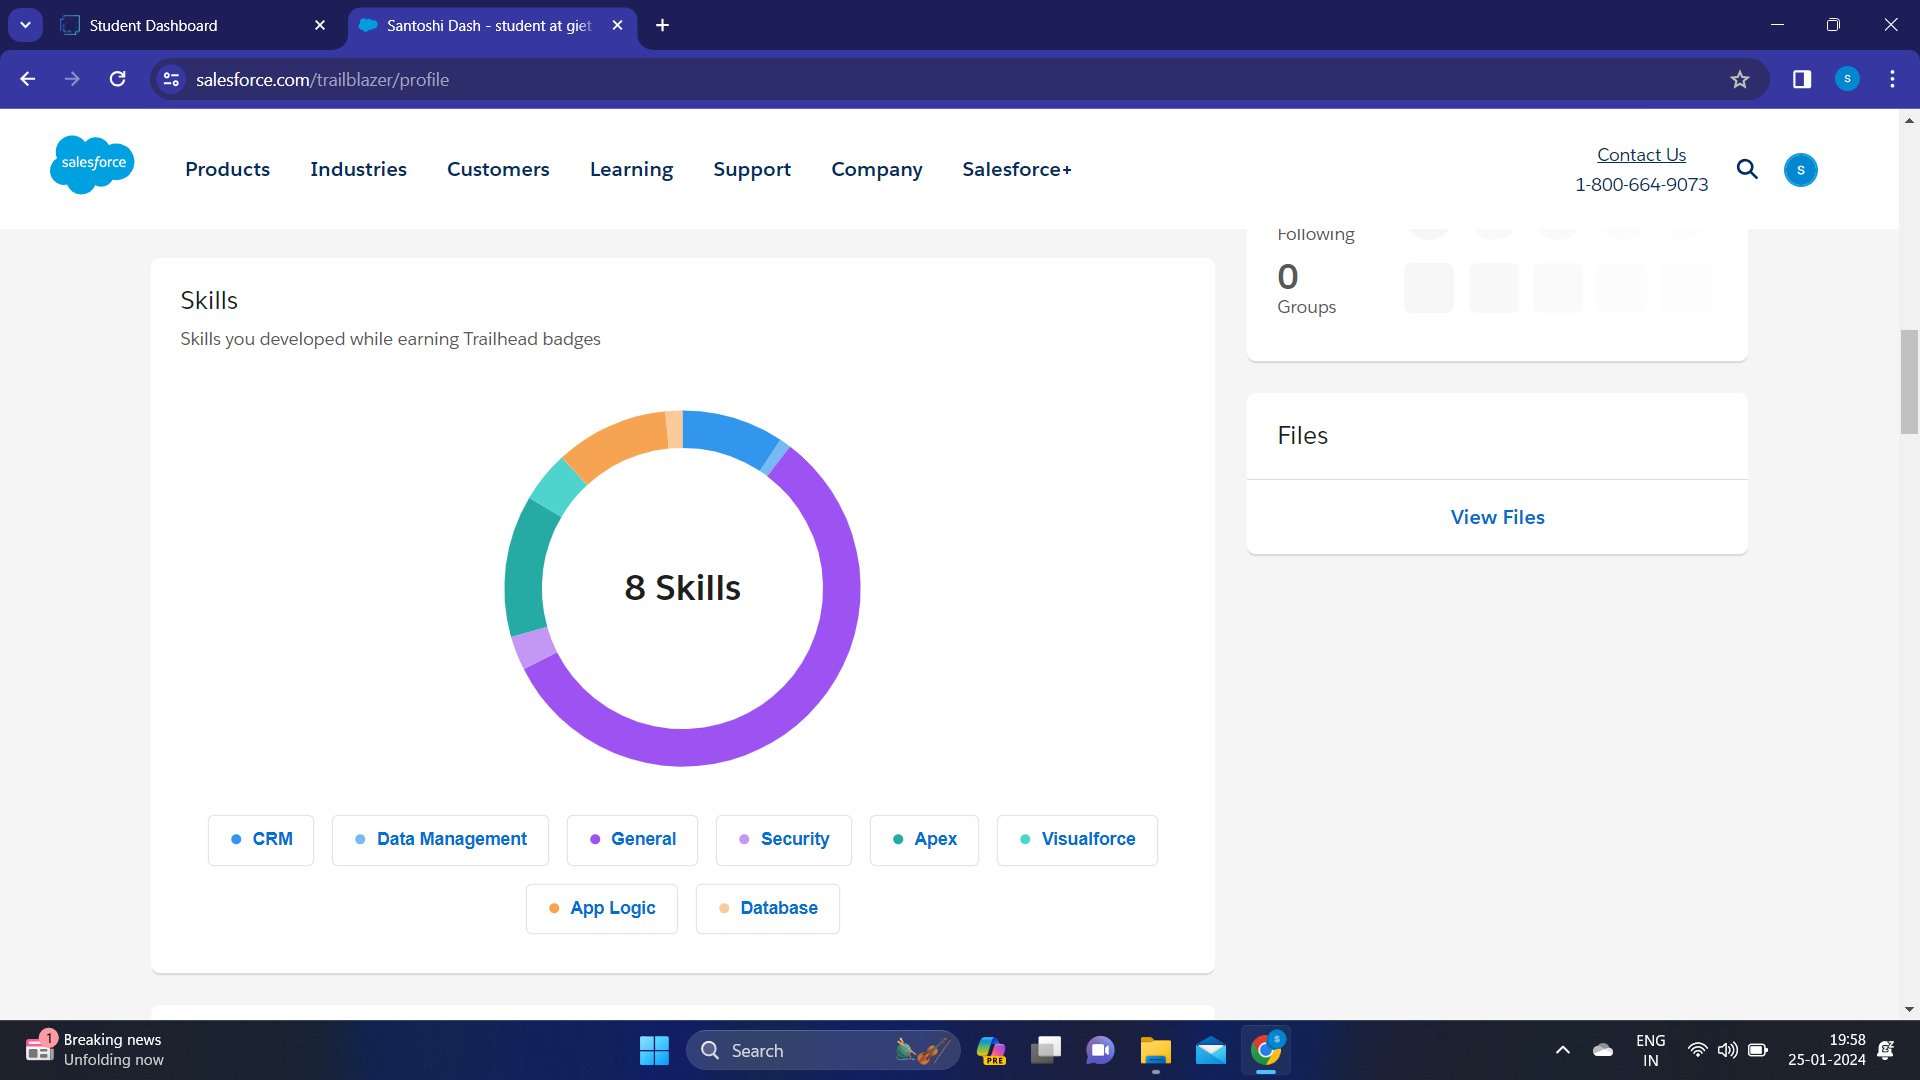 Student Dashboard
Santoshi Dash - student at giet
salesforce.com/trailblazer/profile
S
salesforce
Products
Industries
Customers
Learning
Support
Company
Salesforce+
Contact Us
1-800-664-9073
S
Following
0
Groups
Skills
Skills you developed while earning Trailhead badges
8 Skills
CRM
Data Management
General
Security
Apex
Visualforce
App Logic
Database
Files
View Files
1
Breaking news
Unfolding now
Search
PRE
S
ENG
IN
19:58
25-01-2024